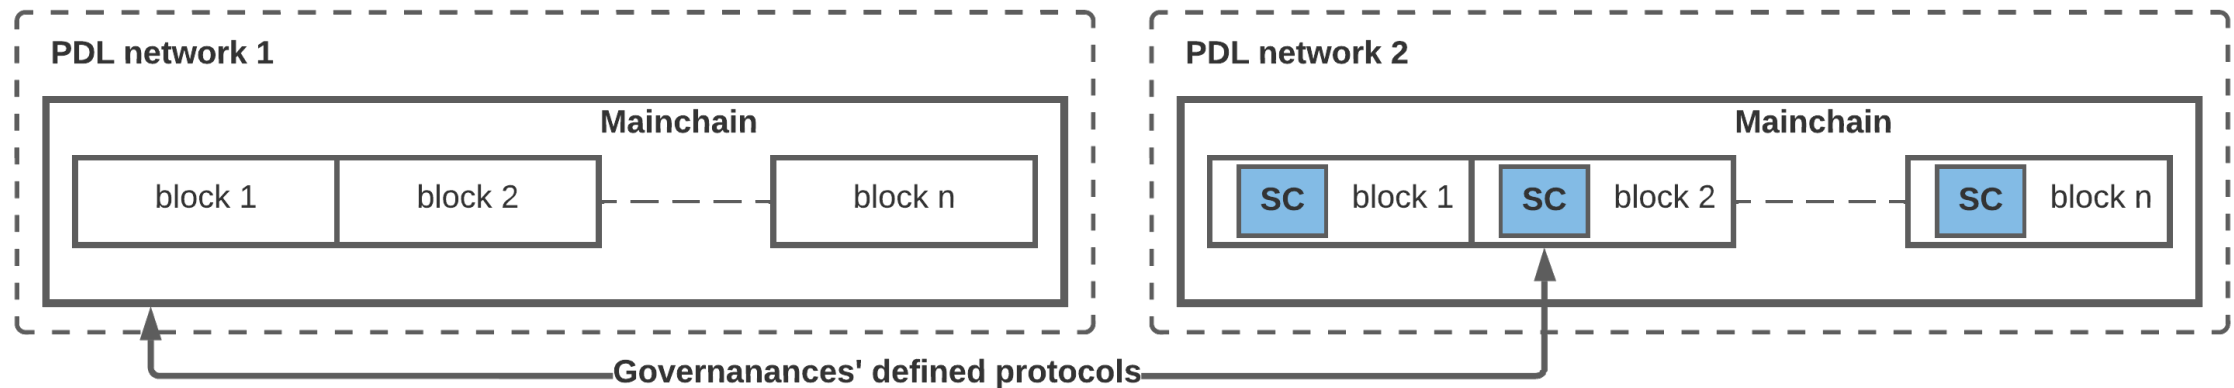 PDL network 1
Mainchain
block 1
block 2
block n
PDL network 2
Mainchain
SC block 1
SC block 2
SC block n
Governanances' defined protocols